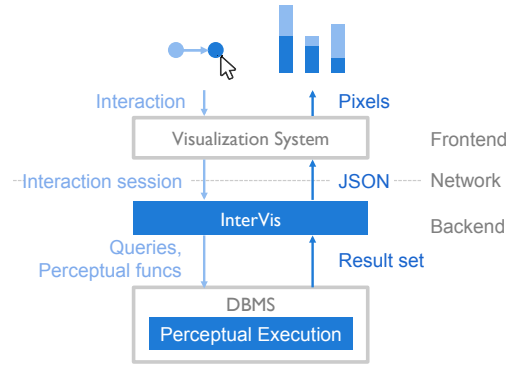 Interaction
Pixels
Visualization System
Frontend
Interaction session
JSON
Network
InterVis
Backend
Queries,
Perceptual funcs
Result set
DBMS
Perceptual Execution